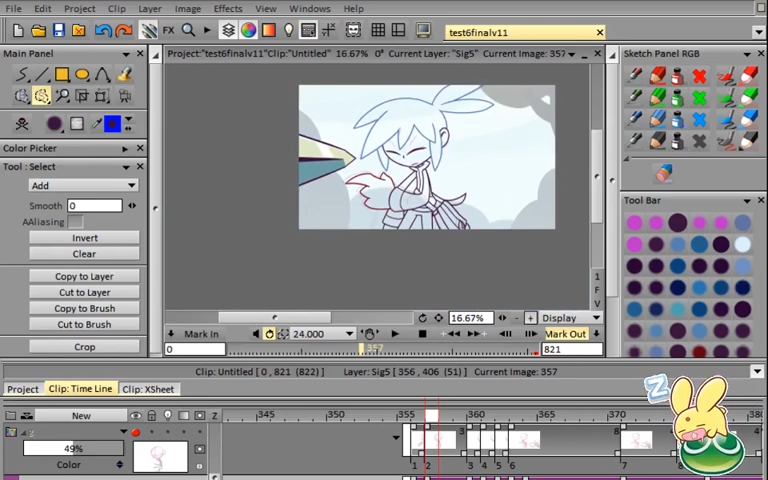 File Edit Project Clip Layer Image Effects View Windows Help
FX
test6finalv11
Main Panel
Project:"test6finalv11"Clip:"Untitled" 16.67% 0° Current Layer: "Sig5" Current Image: 357
Sketch Panel RGB
Color Picker
Tool : Select
Add
Smooth 0
AAliasing
Invert
Clear
Copy to Layer
Cut to Layer
Copy to Brush
Cut to Brush
Crop
Tool Bar
1
F
V
16.67% Display
Mark In 24.000 Mark Out
0 357 821
Clip: Untitled [ 0 , 821 (822) ] Layer: Sig5 [ 356 , 406 (51) ] Current Image: 357
Project Clip: Time Line Clip: XSheet
New
345 350 355 360 365 370 375 380
49%
Color
1 2 3 4 5 6 7 8
Z